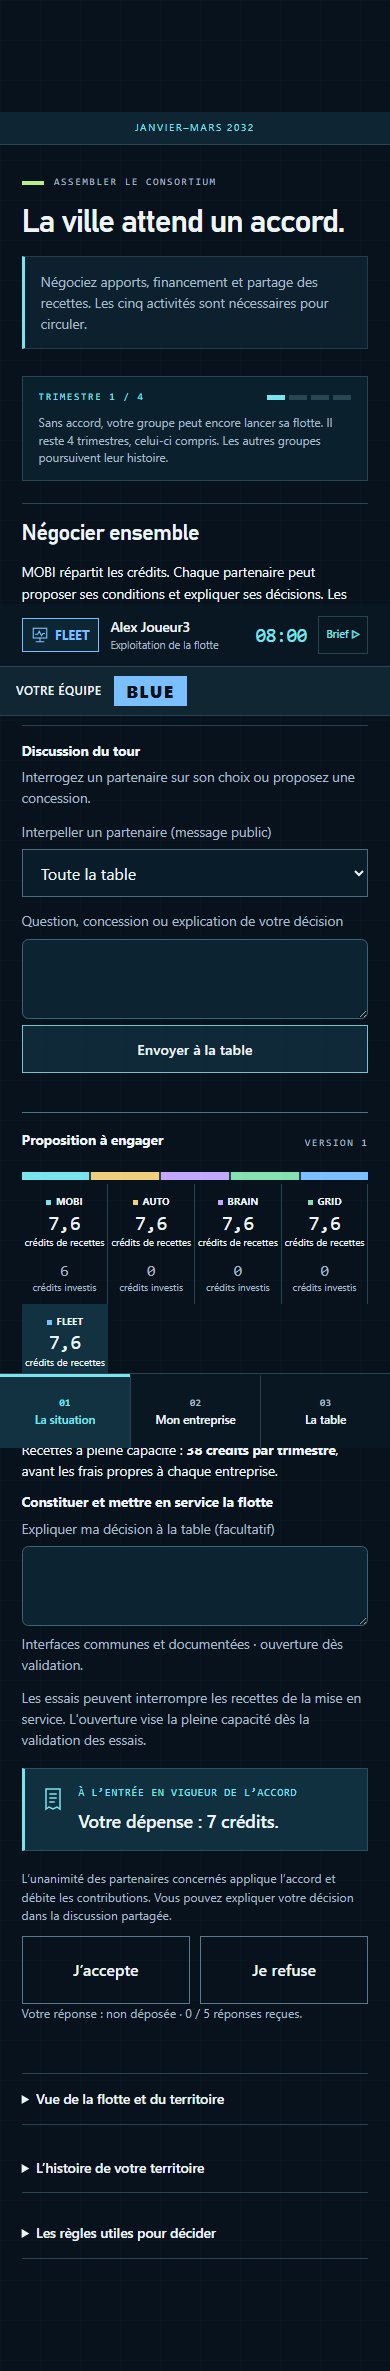 JANVIER–MARS 2032
ASSEMBLER LE CONSORTIUM
La ville attend un accord.
Négociez apports, financement et partage des
recettes. Les cinq activités sont nécessaires pour
circuler.
TRIMESTRE 1 / 4
Sans accord, votre groupe peut encore lancer sa flotte. Il
reste 4 trimestres, celui-ci compris. Les autres groupes
poursuivent leur histoire.
Négocier ensemble
MOBI répartit les crédits. Chaque partenaire peut
proposer ses conditions et expliquer ses décisions. Les
FLEET
Alex Joueur3
Exploitation de la flotte
08:00
Brief ▷
VOTRE ÉQUIPE
BLUE
Discussion du tour
Interrogez un partenaire sur son choix ou proposez une
concession.
Interpeller un partenaire (message public)
Toute la table
Question, concession ou explication de votre décision
Envoyer à la table
Proposition à engager
VERSION 1
MOBI
7,6
crédits de recettes
6
crédits investis
AUTO
7,6
crédits de recettes
0
crédits investis
BRAIN
7,6
crédits de recettes
0
crédits investis
GRID
7,6
crédits de recettes
0
crédits investis
FLEET
7,6
crédits de recettes
01
La situation
02
Mon entreprise
03
La table
Recettes à pleine capacité : 38 crédits par trimestre,
avant les frais propres à chaque entreprise.
Constituer et mettre en service la flotte
Expliquer ma décision à la table (facultatif)
Interfaces communes et documentées · ouverture dès
validation.
Les essais peuvent interrompre les recettes de la mise en
service. L'ouverture vise la pleine capacité dès la
validation des essais.
À L’ENTRÉE EN VIGUEUR DE L’ACCORD
Votre dépense : 7 crédits.
L'unanimité des partenaires concernés applique l'accord et
débite les contributions. Vous pouvez expliquer votre décision
dans la discussion partagée.
J’accepte
Je refuse
Votre réponse : non déposée · 0 / 5 réponses reçues.
▶ Vue de la flotte et du territoire
▶ L’histoire de votre territoire
▶ Les règles utiles pour décider